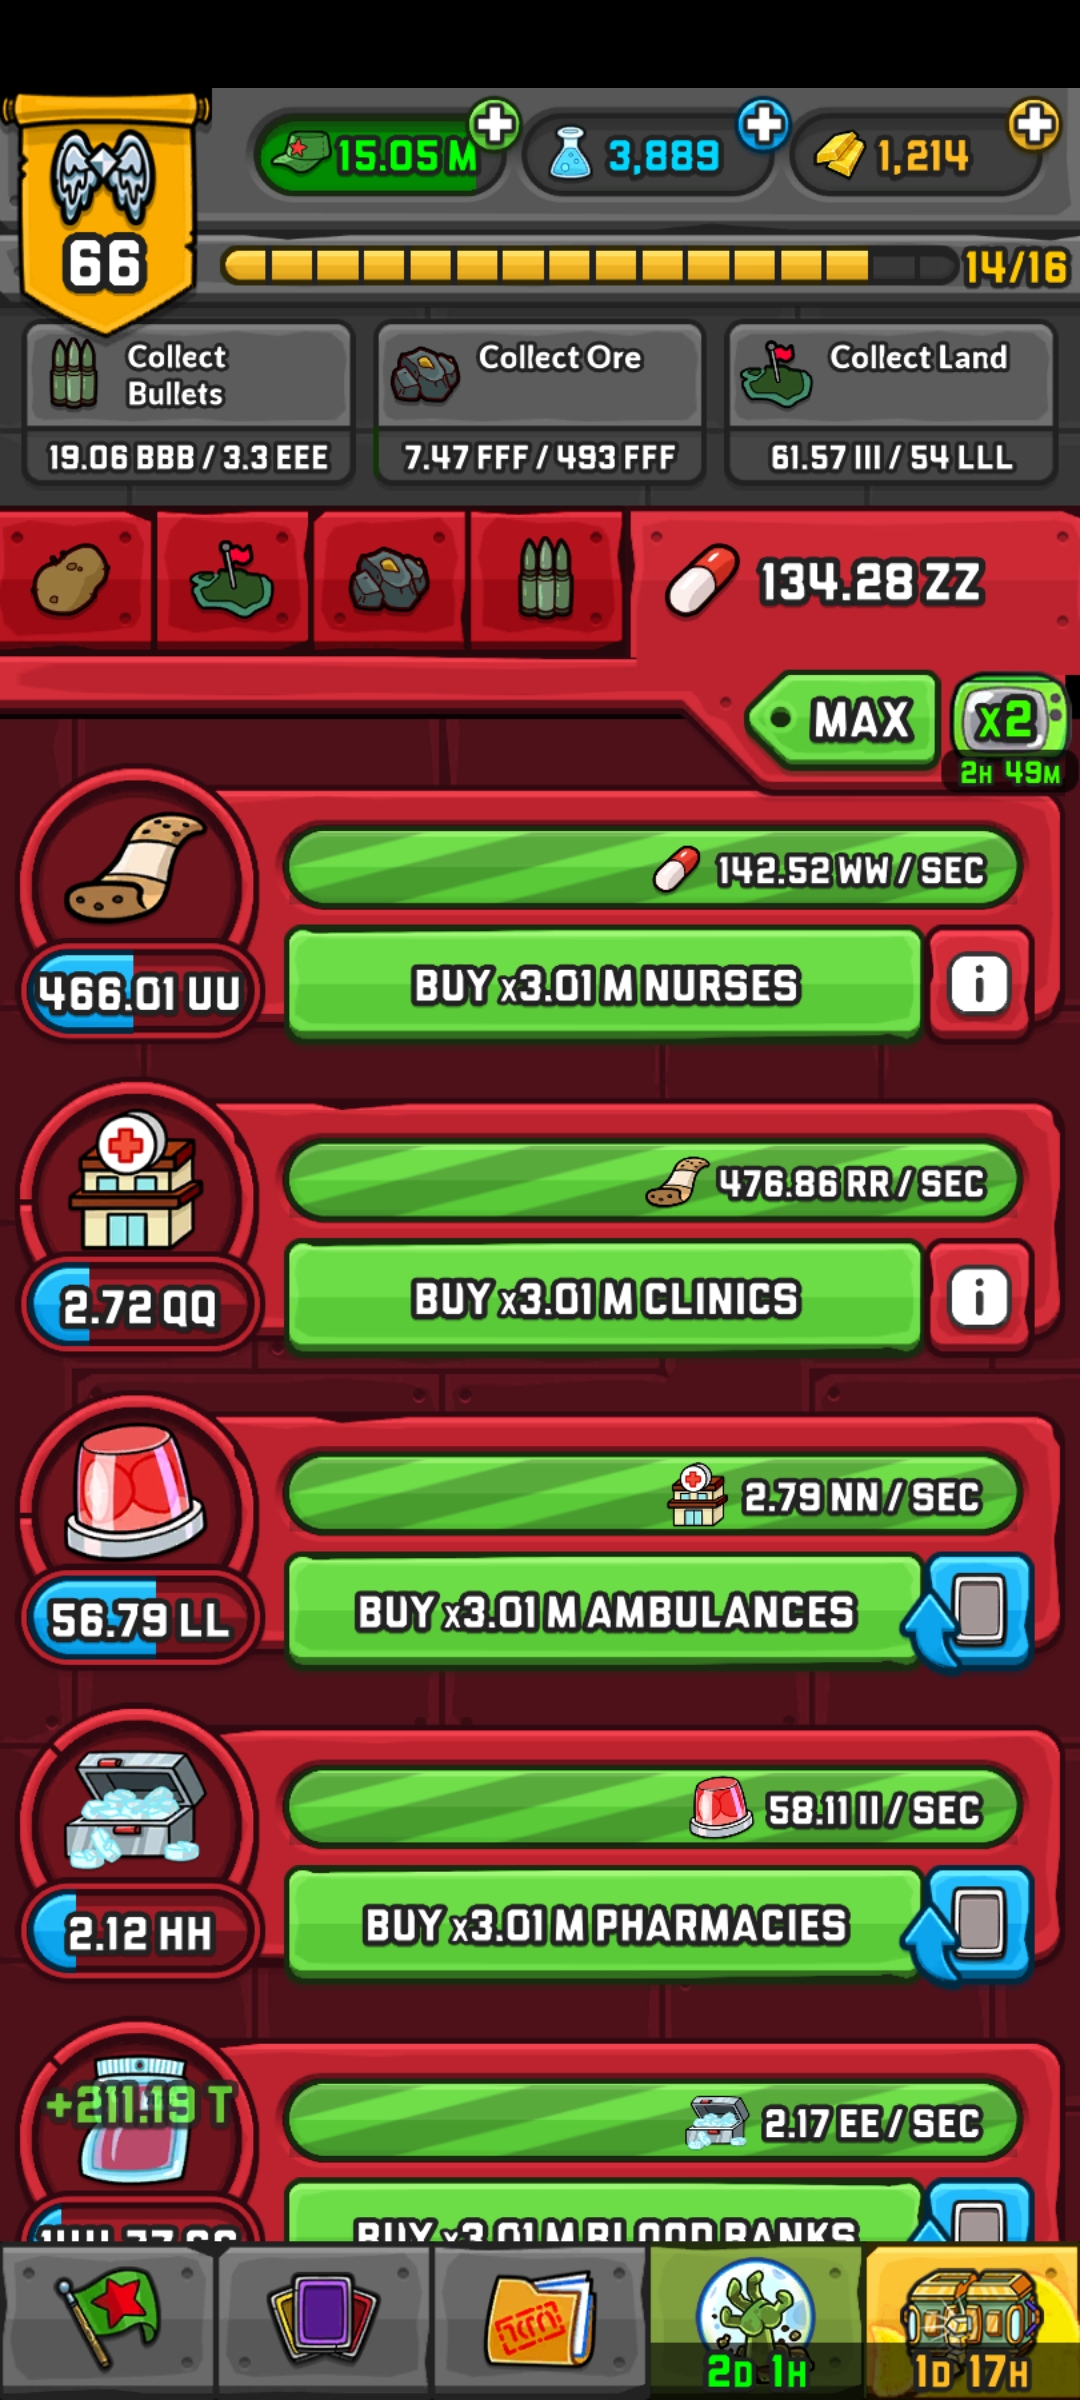 15.05 M
3,889
1,214
66
14/16
Collect
Bullets
Collect Ore
Collect Land
19.06 BBB / 3.3 EEE
7.47 FFF / 493 FFF
61.57 III / 54 LLL
134.28 ZZ
MAX
x2
2H 49M
142.52 WW / SEC
466.01 UU
BUY x3.01 M NURSES
i
476.86 RR / SEC
2.72 QQ
BUY x3.01 M CLINICS
i
2.79 NN / SEC
56.79 LL
BUY x3.01 M AMBULANCES
58.11 II / SEC
2.12 HH
BUY x3.01 M PHARMACIES
+211.19 T
2.17 EE / SEC
BUY x3.01 M BLOOD BANKS
2D 1H
1D 17H